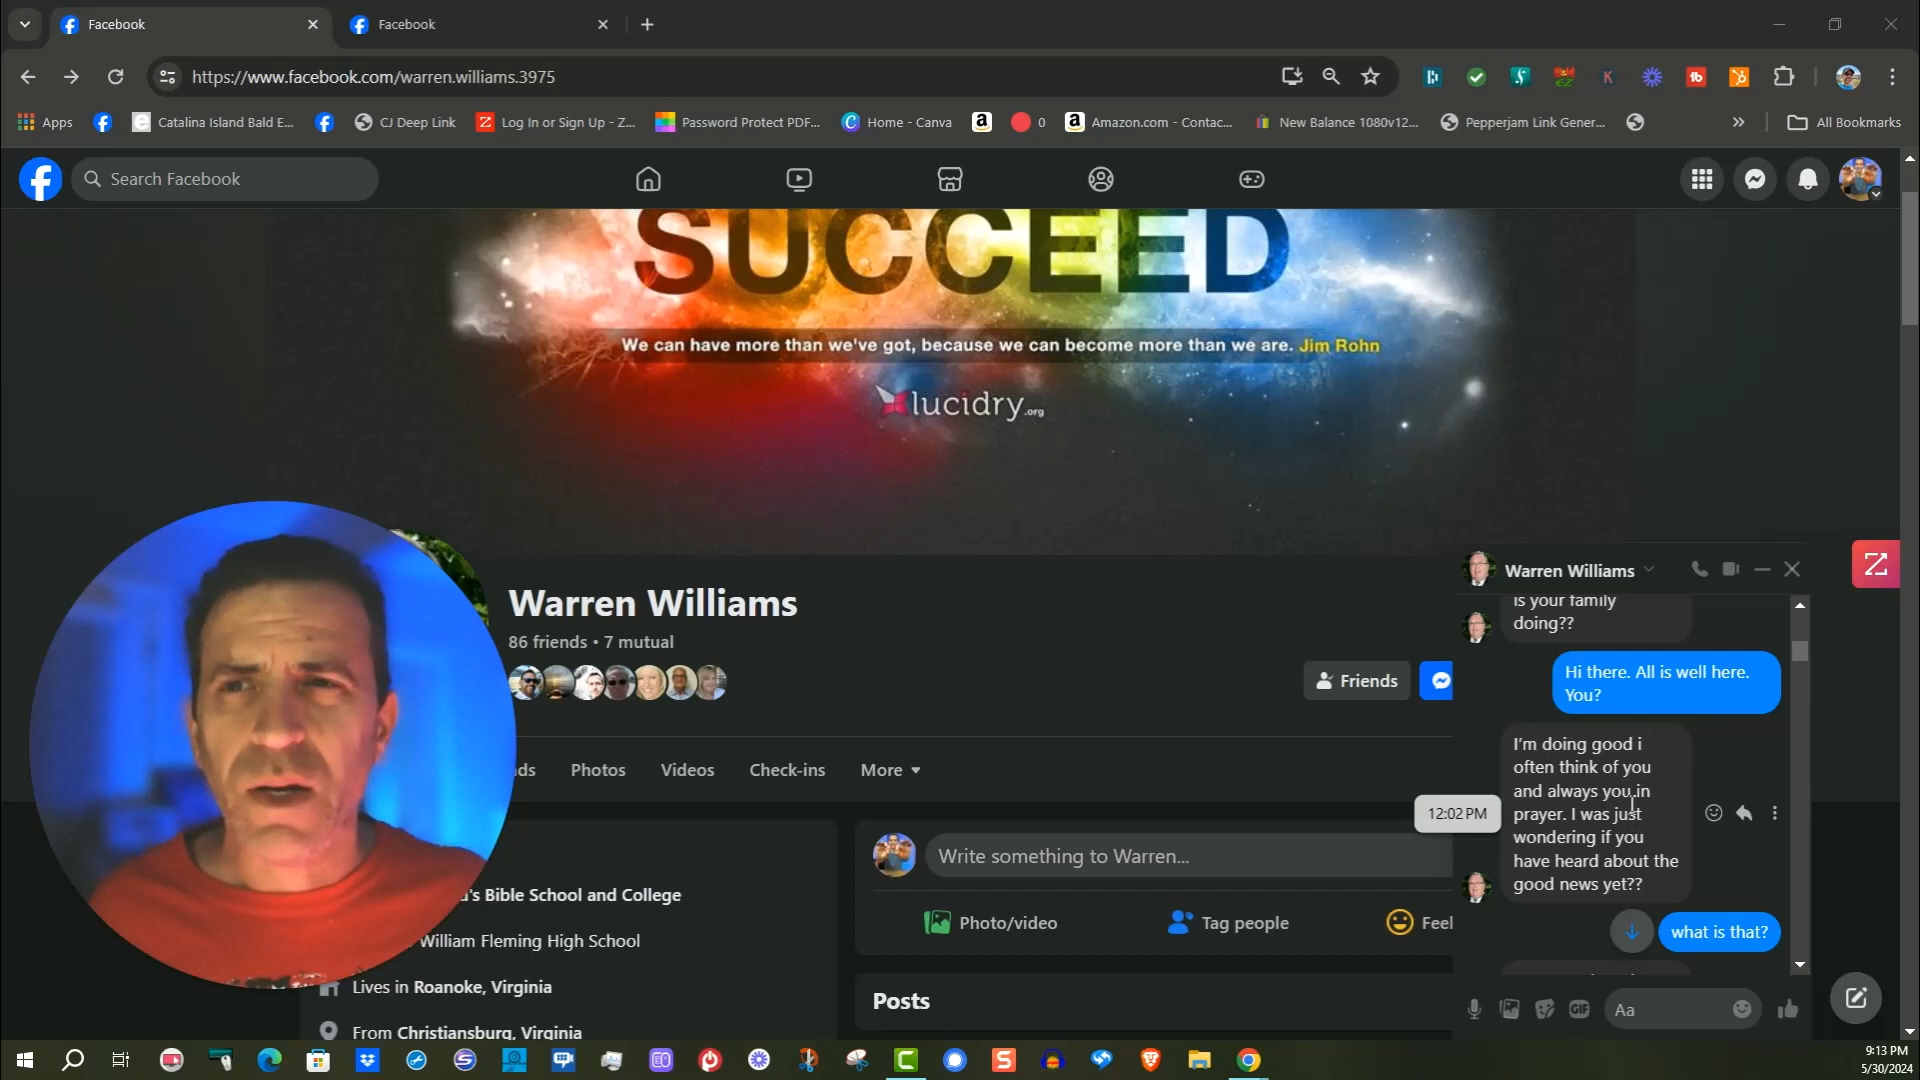 Facebook
Facebook
https://www.facebook.com/warren.williams.3975
Apps
Catalina Island Bald E...
CJ Deep Link
Log In or Sign Up - Z...
Password Protect PDF...
Home - Canva
0
Amazon.com - Contac...
New Balance 1080v12...
Pepperjam Link Gener...
All Bookmarks
Search Facebook
SUCCEED
We can have more than we've got, because we can become more than we are. Jim Rohn
lucidry.org
Warren Williams
86 friends • 7 mutual
Friends
ds
Photos
Videos
Check-ins
More
Write something to Warren...
Photo/video
Tag people
Feel
Posts
d's Bible School and College
William Fleming High School
Lives in Roanoke, Virginia
From Christiansburg, Virginia
Warren Williams
is your family
doing??
Hi there. All is well here.
You?
I'm doing good i
often think of you
and always you in
prayer. I was just
wondering if you
have heard about the
good news yet??
12:02 PM
what is that?
GIF
Aa
9:13 PM
5/30/2024